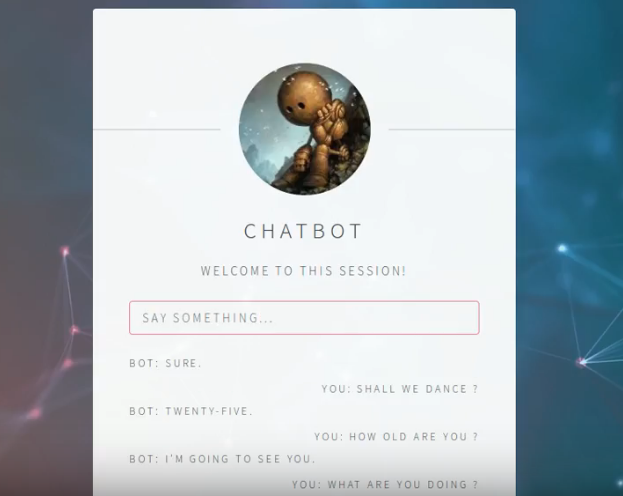 CHATBOT
WELCOME TO THIS SESSION!
SAY SOMETHING...
BOT: SURE.
YOU: SHALL WE DANCE ?
BOT: TWENTY-FIVE.
YOU: HOW OLD ARE YOU ?
BOT: I'M GOING TO SEE YOU.
YOU: WHAT ARE YOU DOING ?